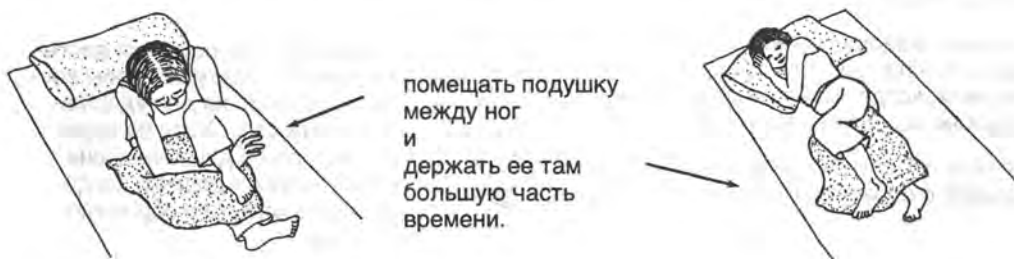 помещать подушку
между ног
и
держать ее там
большую часть
времени.